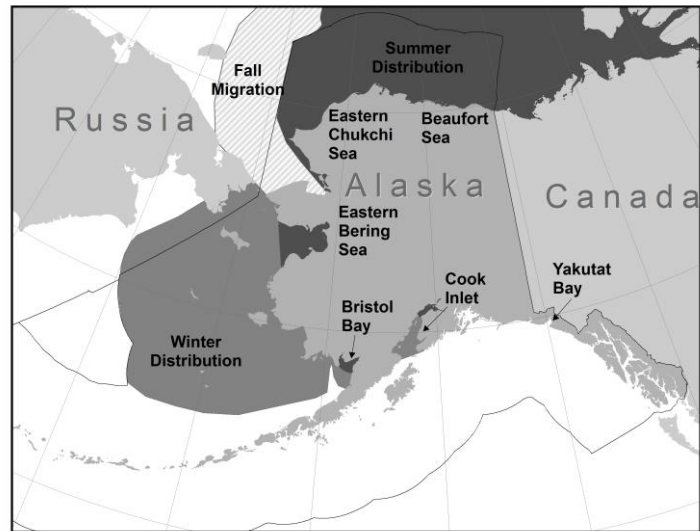 Summer
Distribution
Fall
Migration
Russia
Eastern
Chukchi
Sea
Beaufort
Sea
Alaska
Canada
Eastern
Bering
Sea
Cook
Inlet
Yakutat
Bay
Bristol
Bay
Winter
Distribution